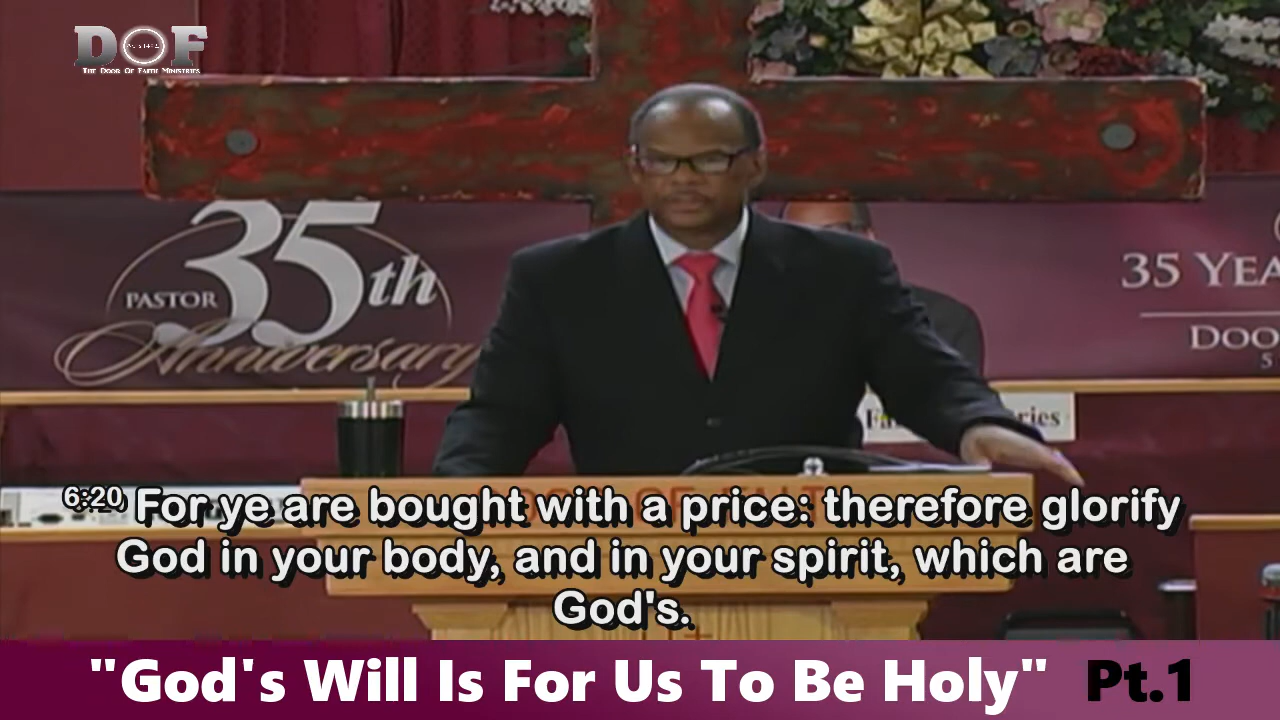 DOF
THE DOOR OF FAITH MINISTRIES
35th
PASTOR
Anniversary
35 YEA
DOO
5
6:20 For ye are bought with a price: therefore glorify
God in your body, and in your spirit, which are
God's.
"God's Will Is For Us To Be Holy" Pt.1